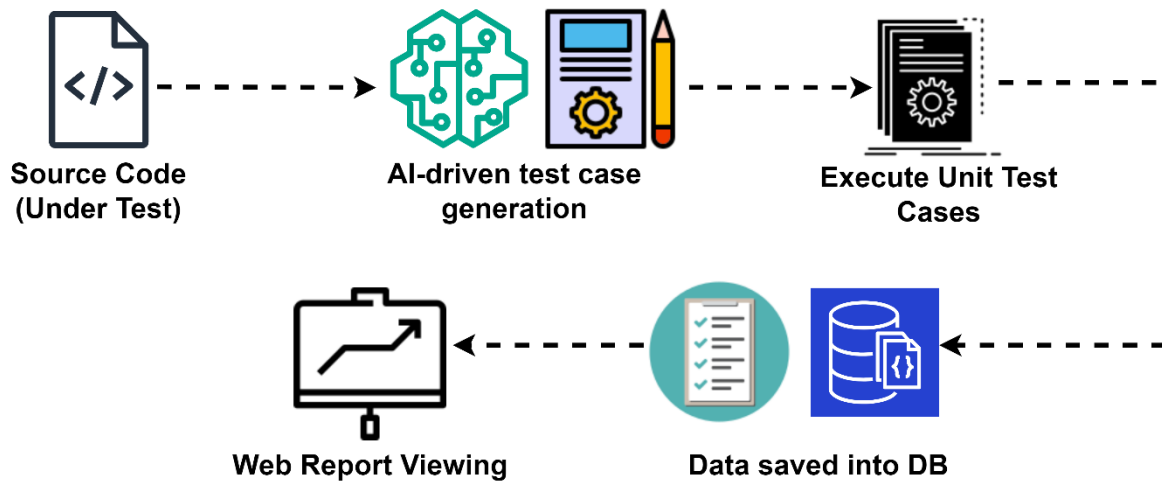 Source Code
(Under Test)
AI-driven test case
generation
Execute Unit Test
Cases
Web Report Viewing
Data saved into DB